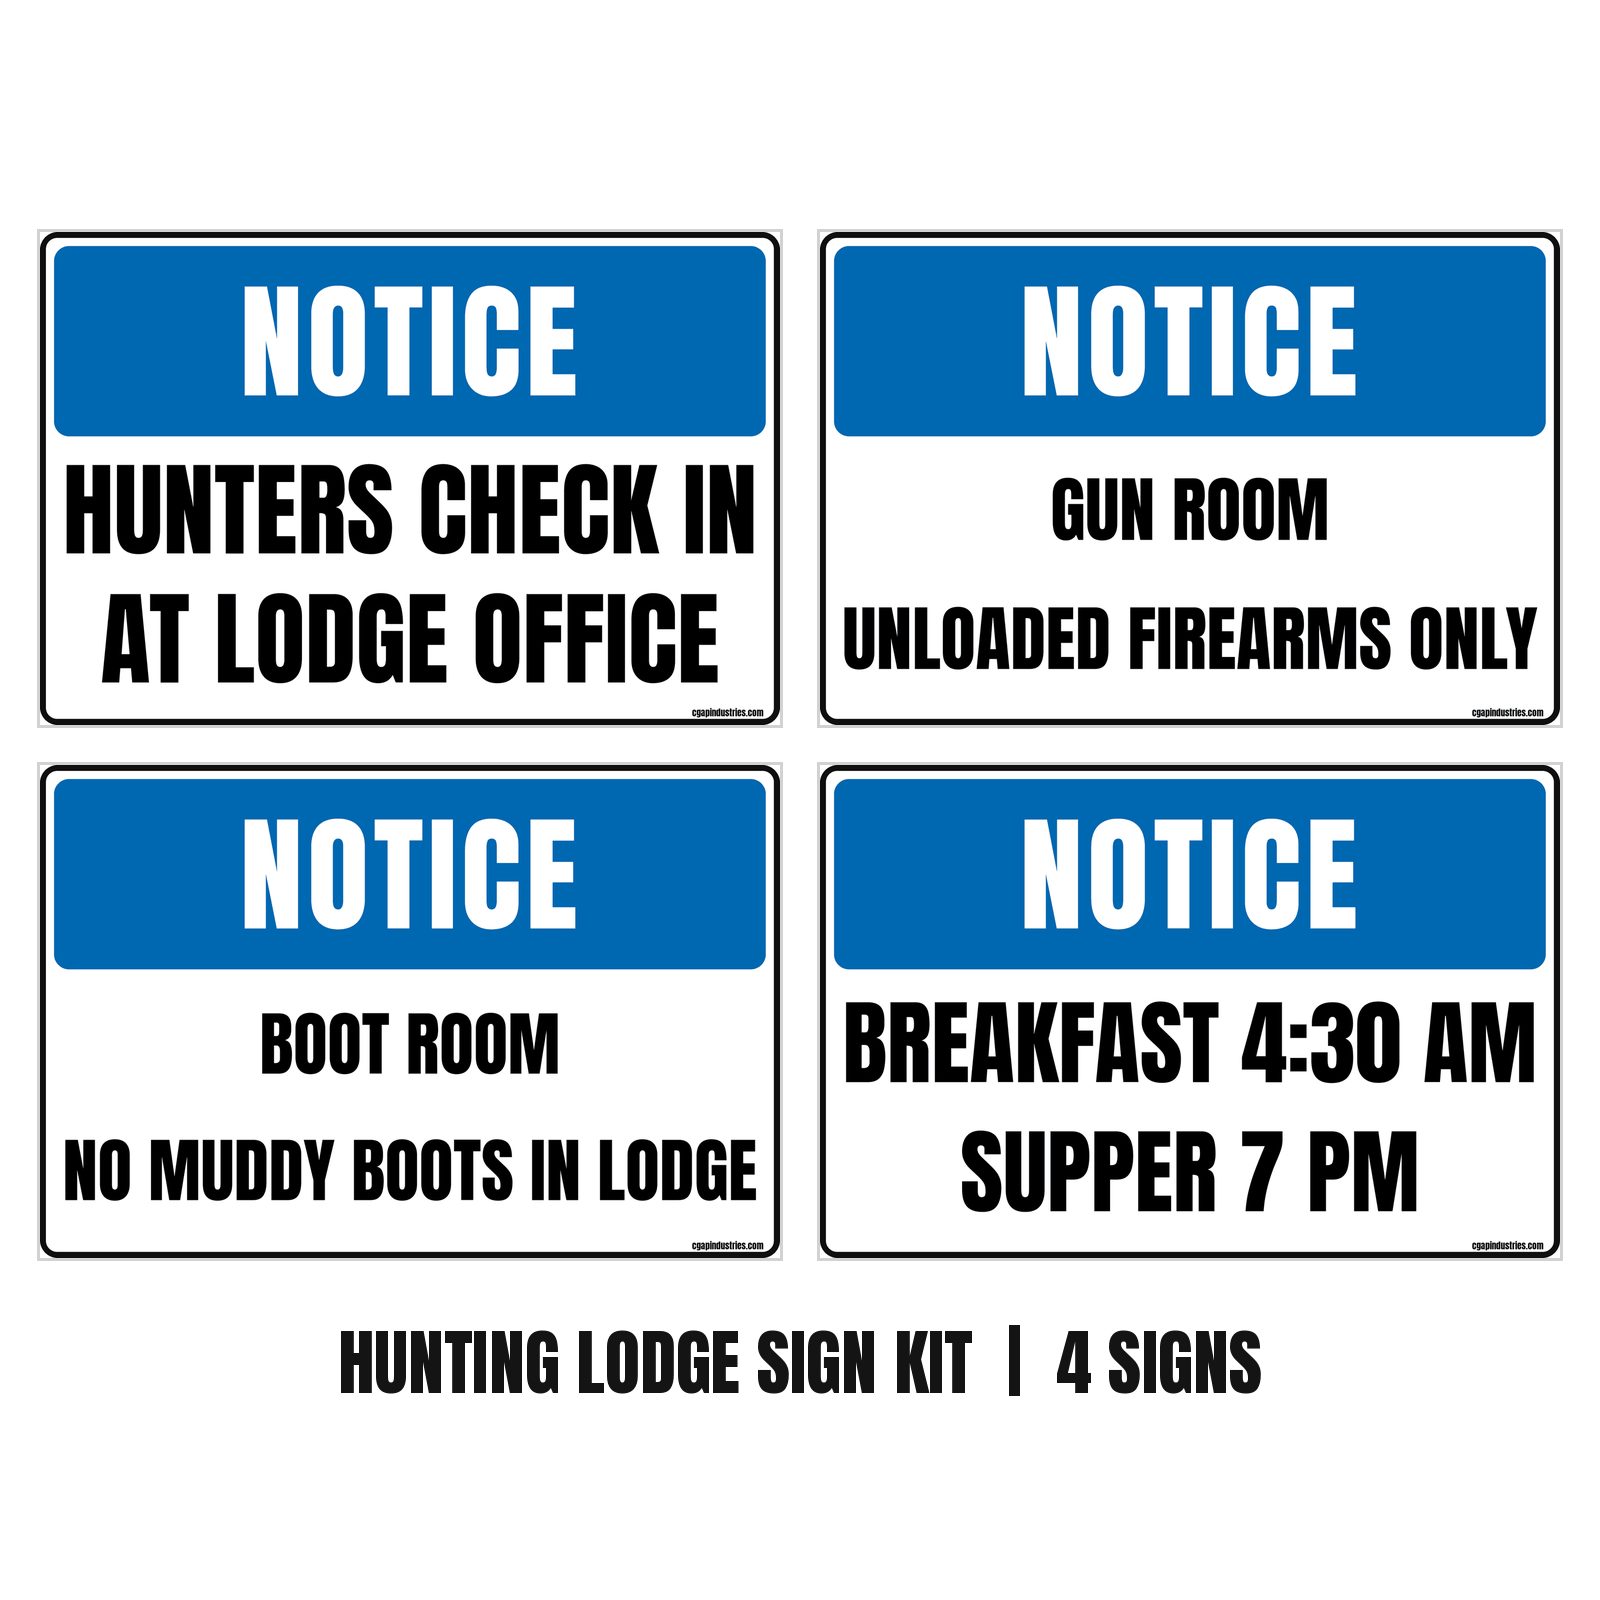 NOTICE
HUNTERS CHECK IN
AT LODGE OFFICE
cgapindustries.com
NOTICE
GUN ROOM
UNLOADED FIREARMS ONLY
cgapindustries.com
NOTICE
BOOT ROOM
NO MUDDY BOOTS IN LODGE
cgapindustries.com
NOTICE
BREAKFAST 4:30 AM
SUPPER 7 PM
cgapindustries.com
HUNTING LODGE SIGN KIT | 4 SIGNS